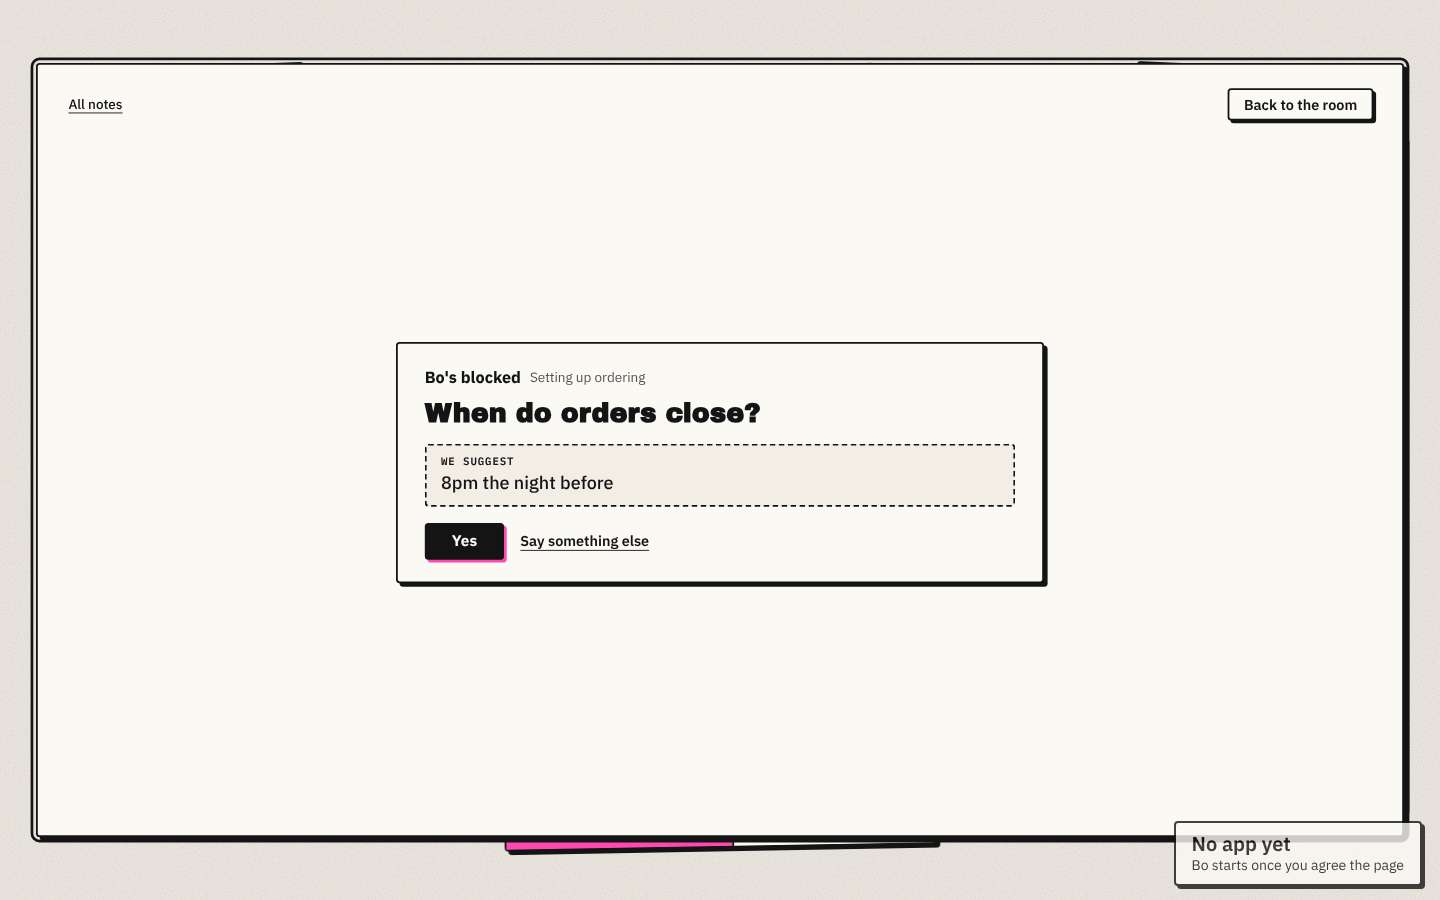 All notes
Back to the room
Bo's blocked Setting up ordering
When do orders close?
WE SUGGEST
8pm the night before
Yes Say something else
No app yet
Bo starts once you agree the page